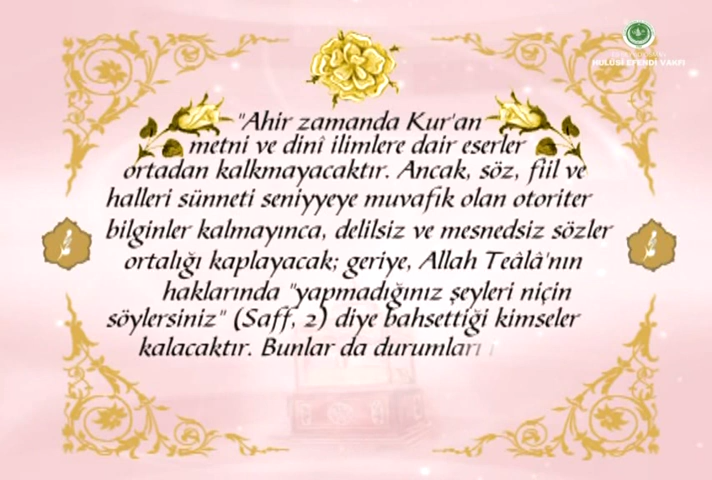 HULÛSİ EFENDİ VAKFI
"Ahir zamanda Kur'an
metni ve dinî ilimlere dair eserler
ortadan kalkmayacaktır. Ancak, söz, fiil ve
halleri sünneti seniyyeye muvafık olan otoriter
bilginler kalmayınca, delilsiz ve mesnedsiz sözler
ortalığı kaplayacak; geriye, Allah Teâlâ'nın
haklarında "yapmadığınız şeyleri niçin
söylersiniz" (Saff, 2) diye bahsettiği kimseler
kalacaktır. Bunlar da durumları